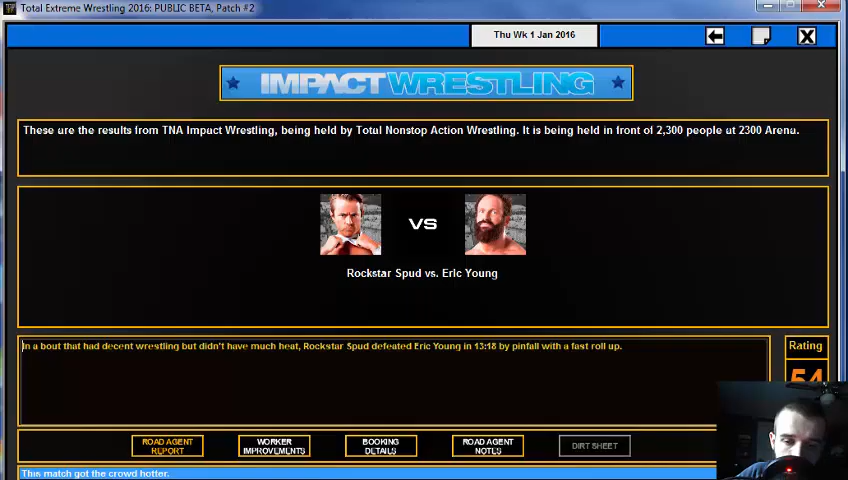 Total Extreme Wrestling 2016: PUBLIC BETA, Patch #2
Thu Wk 1 Jan 2016
IMPACT WRESTLING
These are the results from TNA Impact Wrestling, being held by Total Nonstop Action Wrestling. It is being held in front of 2,300 people at 2300 Arena.
VS
Rockstar Spud vs. Eric Young
In a bout that had decent wrestling but didn't have much heat, Rockstar Spud defeated Eric Young in 13:18 by pinfall with a fast roll up.
Rating
54
ROAD AGENT REPORT
WORKER IMPROVEMENTS
BOOKING DETAILS
ROAD AGENT NOTES
DIRT SHEET
This match got the crowd hotter.